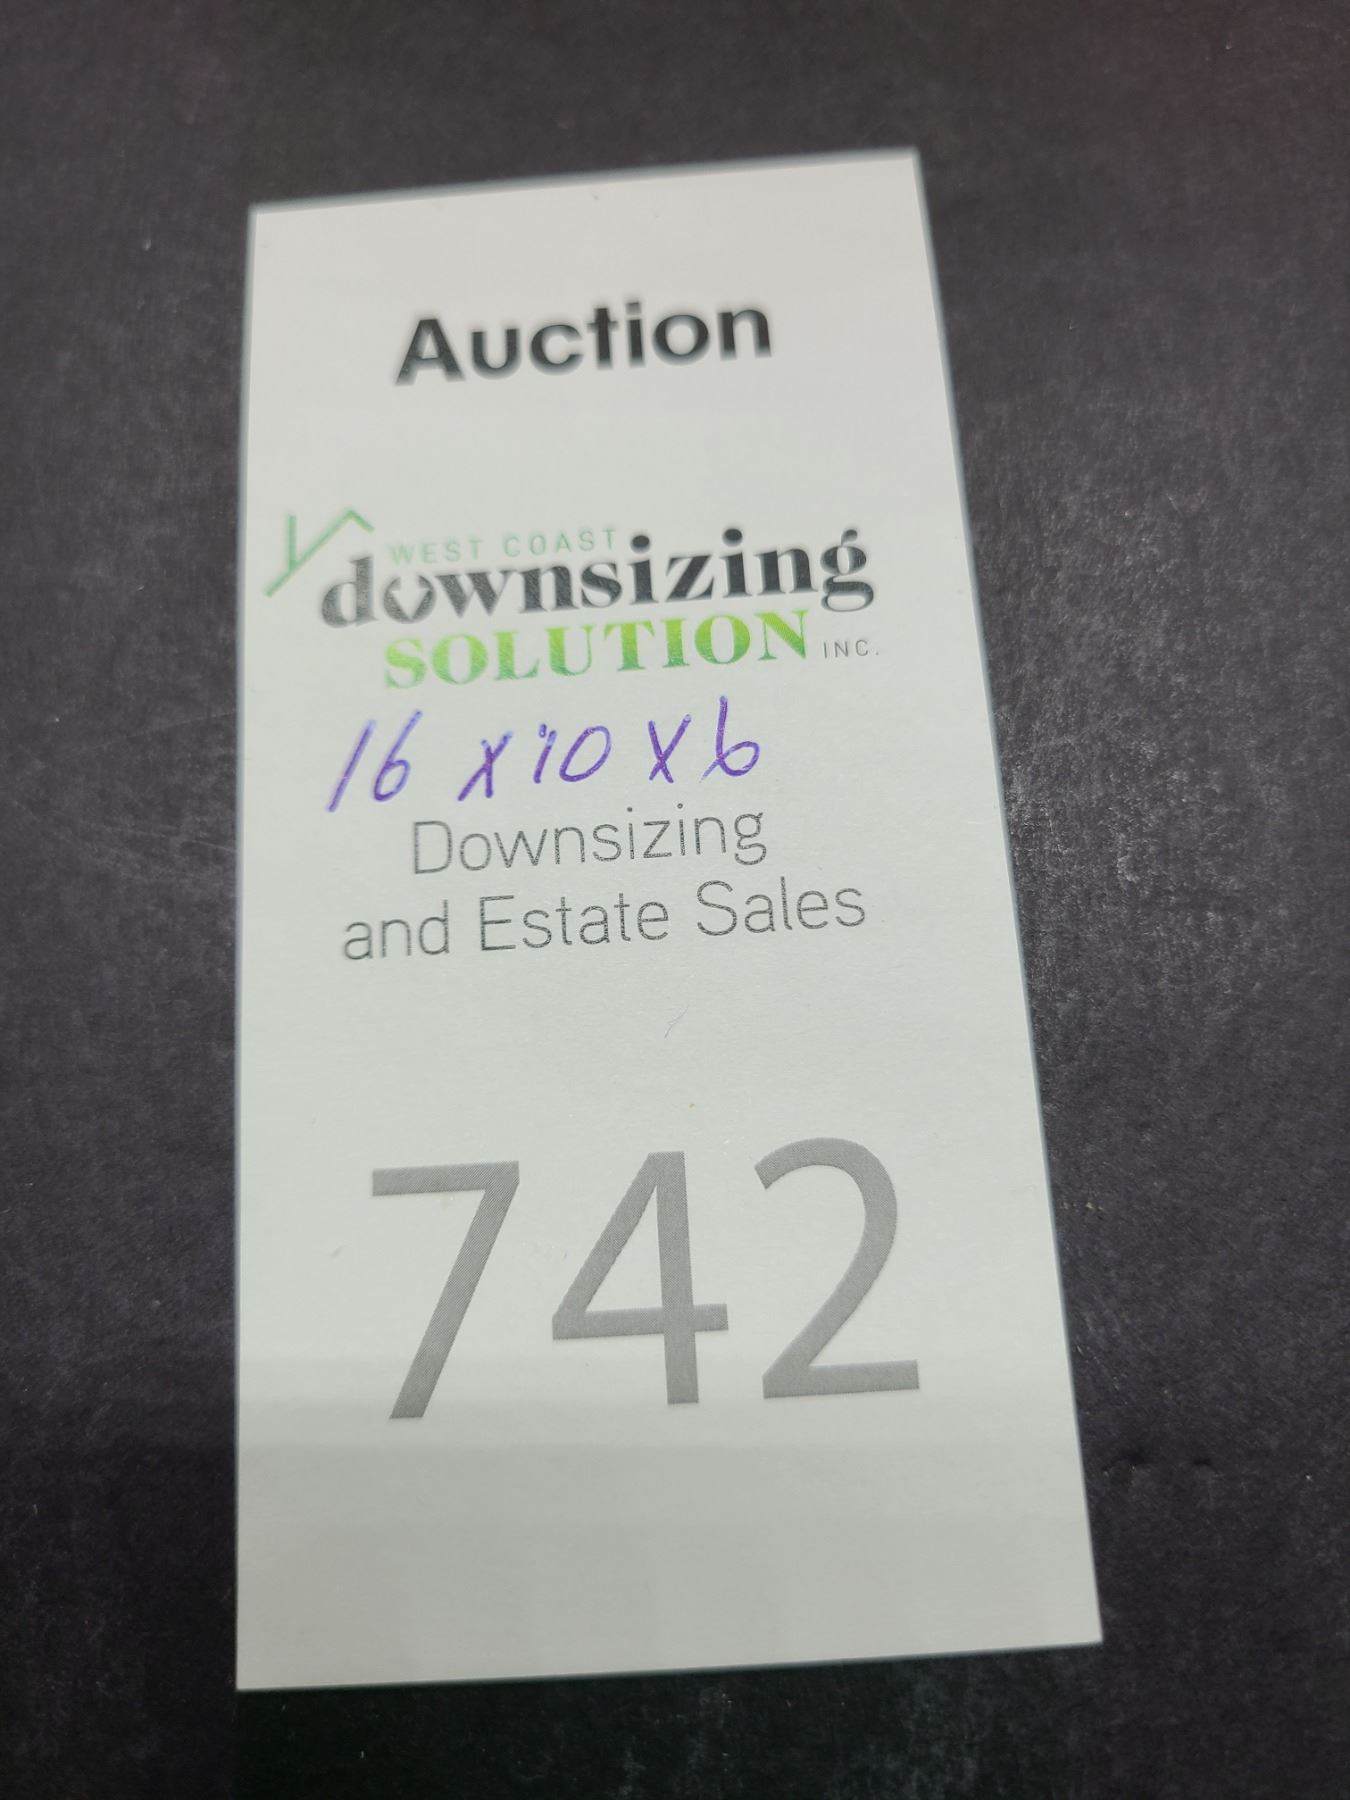 Auction
WEST COAST
downsizing
SOLUTION INC.
16 x 10 x 6
Downsizing
and Estate Sales
742